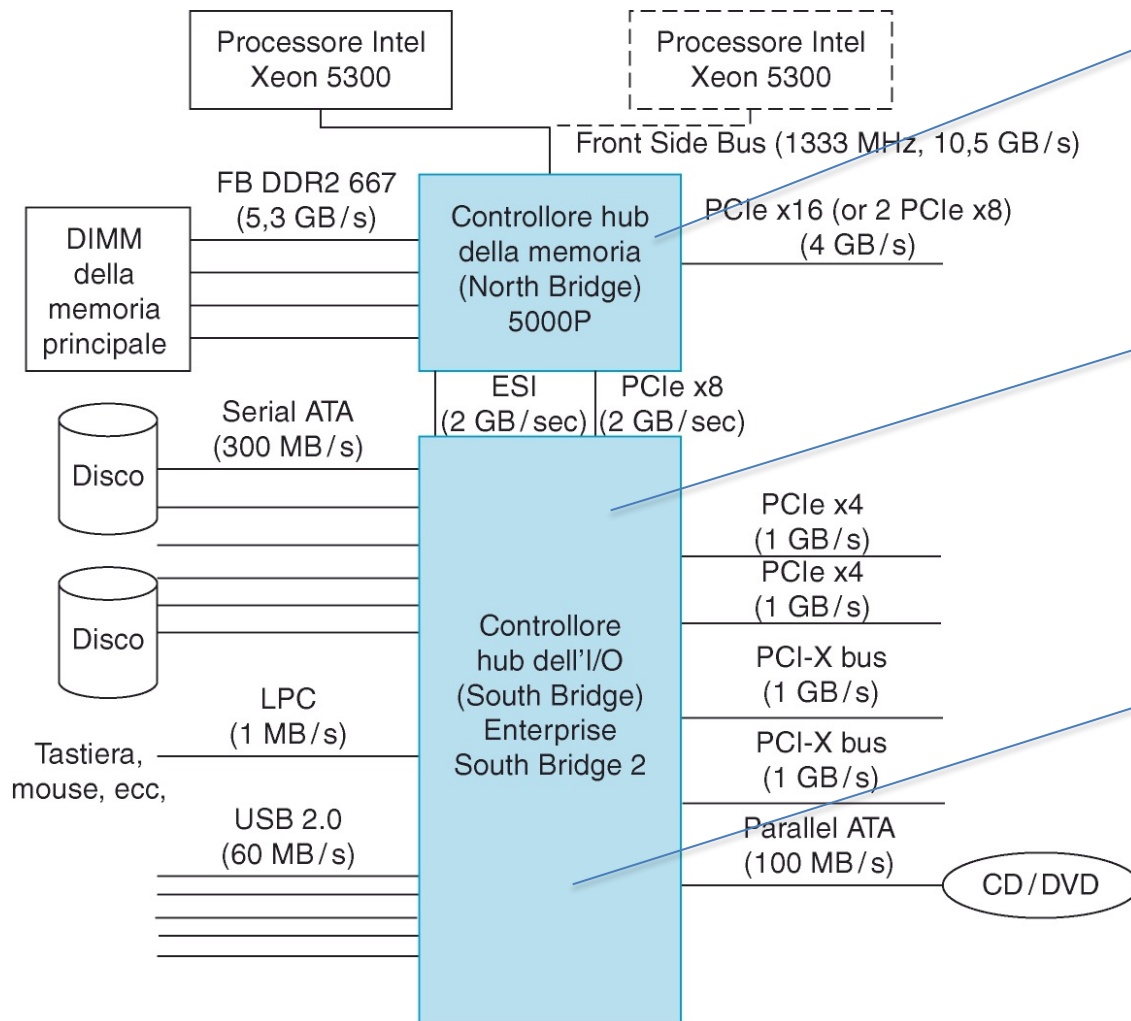 Processore Intel
Xeon 5300
Processore Intel
Xeon 5300
Front Side Bus (1333 MHz, 10,5 GB/s)
FB DDR2 667
(5,3 GB/s)
DIMM
della
memoria
principale
Controllore hub
della memoria
(North Bridge)
5000P
PCIe x16 (or 2 PCIe x8)
(4 GB/s)
ESI
(2 GB/sec)
PCIe x8
(2 GB/sec)
Serial ATA
(300 MB/s)
Disco
Disco
LPC
(1 MB/s)
Tastiera,
mouse, ecc,
USB 2.0
(60 MB/s)
Controllore
hub dell'I/O
(South Bridge)
Enterprise
South Bridge 2
PCIe x4
(1 GB/s)
PCIe x4
(1 GB/s)
PCI-X bus
(1 GB/s)
PCI-X bus
(1 GB/s)
Parallel ATA
(100 MB/s)
CD/DVD